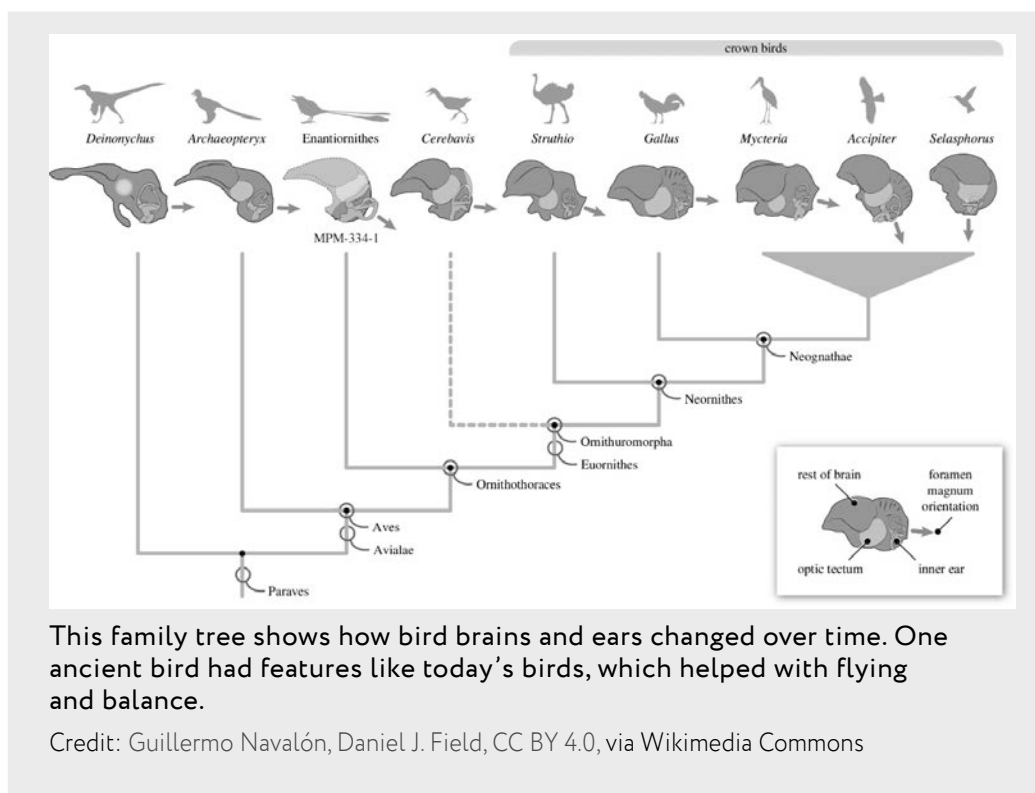 crown birds
Deinonychus
Archaeopteryx
Enantiornithes
Cerebavis
Struthio
Gallus
Mycteria
Accipiter
Selasphorus
MPM-334-1
Neognathae
Neornithes
Ornithuromorpha
Euornithes
Ornithothoraces
Aves
Avialae
Paraves
rest of brain
foramen
magnum
orientation
optic tectum
inner ear
This family tree shows how bird brains and ears changed over time. One
ancient bird had features like today’s birds, which helped with flying
and balance.
Credit: Guillermo Navalón, Daniel J. Field, CC BY 4.0, via Wikimedia Commons